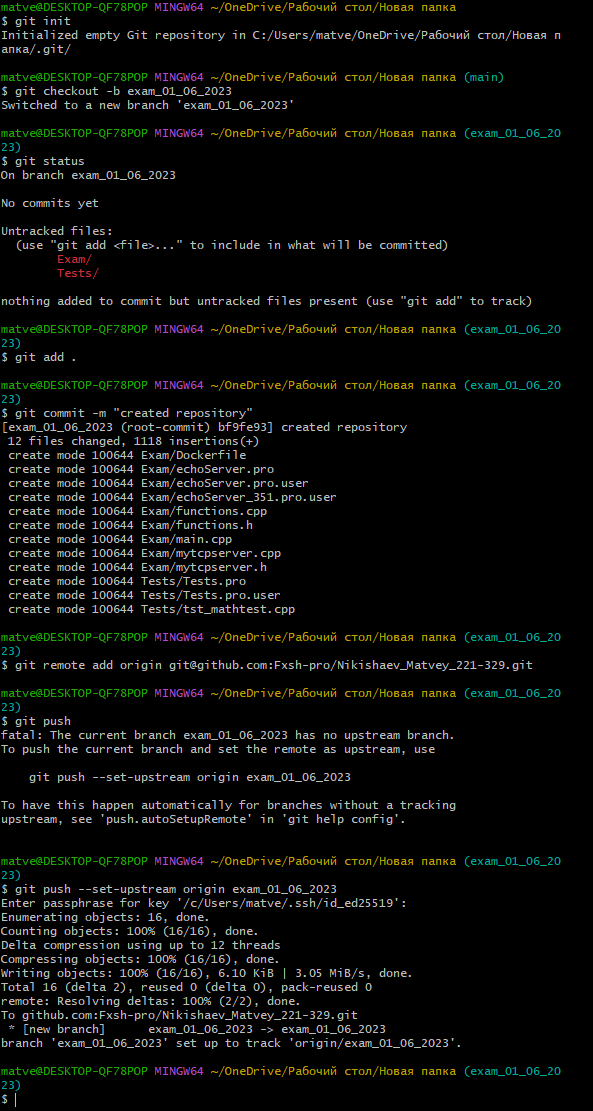 matve@DESKTOP-QF78POP MINGW64 ~/OneDrive/Рабочий стол/Новая папка
$ git init
Initialized empty Git repository in C:/Users/matve/OneDrive/Рабочий стол/Новая п
апка/.git/
matve@DESKTOP-QF78POP MINGW64 ~/OneDrive/Рабочий стол/Новая папка (main)
$ git checkout -b exam_01_06_2023
Switched to a new branch 'exam_01_06_2023'
matve@DESKTOP-QF78POP MINGW64 ~/OneDrive/Рабочий стол/Новая папка (exam_01_06_20
23)
$ git status
On branch exam_01_06_2023
No commits yet
Untracked files:
  (use "git add <file>..." to include in what will be committed)
        Exam/
        Tests/
nothing added to commit but untracked files present (use "git add" to track)
matve@DESKTOP-QF78POP MINGW64 ~/OneDrive/Рабочий стол/Новая папка (exam_01_06_20
23)
$ git add .
matve@DESKTOP-QF78POP MINGW64 ~/OneDrive/Рабочий стол/Новая папка (exam_01_06_20
23)
$ git commit -m "created repository"
[exam_01_06_2023 (root-commit) bf9fe93] created repository
 12 files changed, 1118 insertions(+)
 create mode 100644 Exam/Dockerfile
 create mode 100644 Exam/echoServer.pro
 create mode 100644 Exam/echoServer.pro.user
 create mode 100644 Exam/echoServer_351.pro.user
 create mode 100644 Exam/functions.cpp
 create mode 100644 Exam/functions.h
 create mode 100644 Exam/main.cpp
 create mode 100644 Exam/mytcpserver.cpp
 create mode 100644 Exam/mytcpserver.h
 create mode 100644 Tests/Tests.pro
 create mode 100644 Tests/Tests.pro.user
 create mode 100644 Tests/tst_mathtest.cpp
matve@DESKTOP-QF78POP MINGW64 ~/OneDrive/Рабочий стол/Новая папка (exam_01_06_20
23)
$ git remote add origin git@github.com:Fxsh-pro/Nikishaev_Matvey_221-329.git
matve@DESKTOP-QF78POP MINGW64 ~/OneDrive/Рабочий стол/Новая папка (exam_01_06_20
23)
$ git push
fatal: The current branch exam_01_06_2023 has no upstream branch.
To push the current branch and set the remote as upstream, use
    git push --set-upstream origin exam_01_06_2023
To have this happen automatically for branches without a tracking
upstream, see 'push.autoSetupRemote' in 'git help config'.
matve@DESKTOP-QF78POP MINGW64 ~/OneDrive/Рабочий стол/Новая папка (exam_01_06_20
23)
$ git push --set-upstream origin exam_01_06_2023
Enter passphrase for key '/c/Users/matve/.ssh/id_ed25519':
Enumerating objects: 16, done.
Counting objects: 100% (16/16), done.
Delta compression using up to 12 threads
Compressing objects: 100% (16/16), done.
Writing objects: 100% (16/16), 6.10 KiB | 3.05 MiB/s, done.
Total 16 (delta 2), reused 0 (delta 0), pack-reused 0
remote: Resolving deltas: 100% (2/2), done.
To github.com:Fxsh-pro/Nikishaev_Matvey_221-329.git
 * [new branch]      exam_01_06_2023 -> exam_01_06_2023
branch 'exam_01_06_2023' set up to track 'origin/exam_01_06_2023'.
matve@DESKTOP-QF78POP MINGW64 ~/OneDrive/Рабочий стол/Новая папка (exam_01_06_20
23)
$